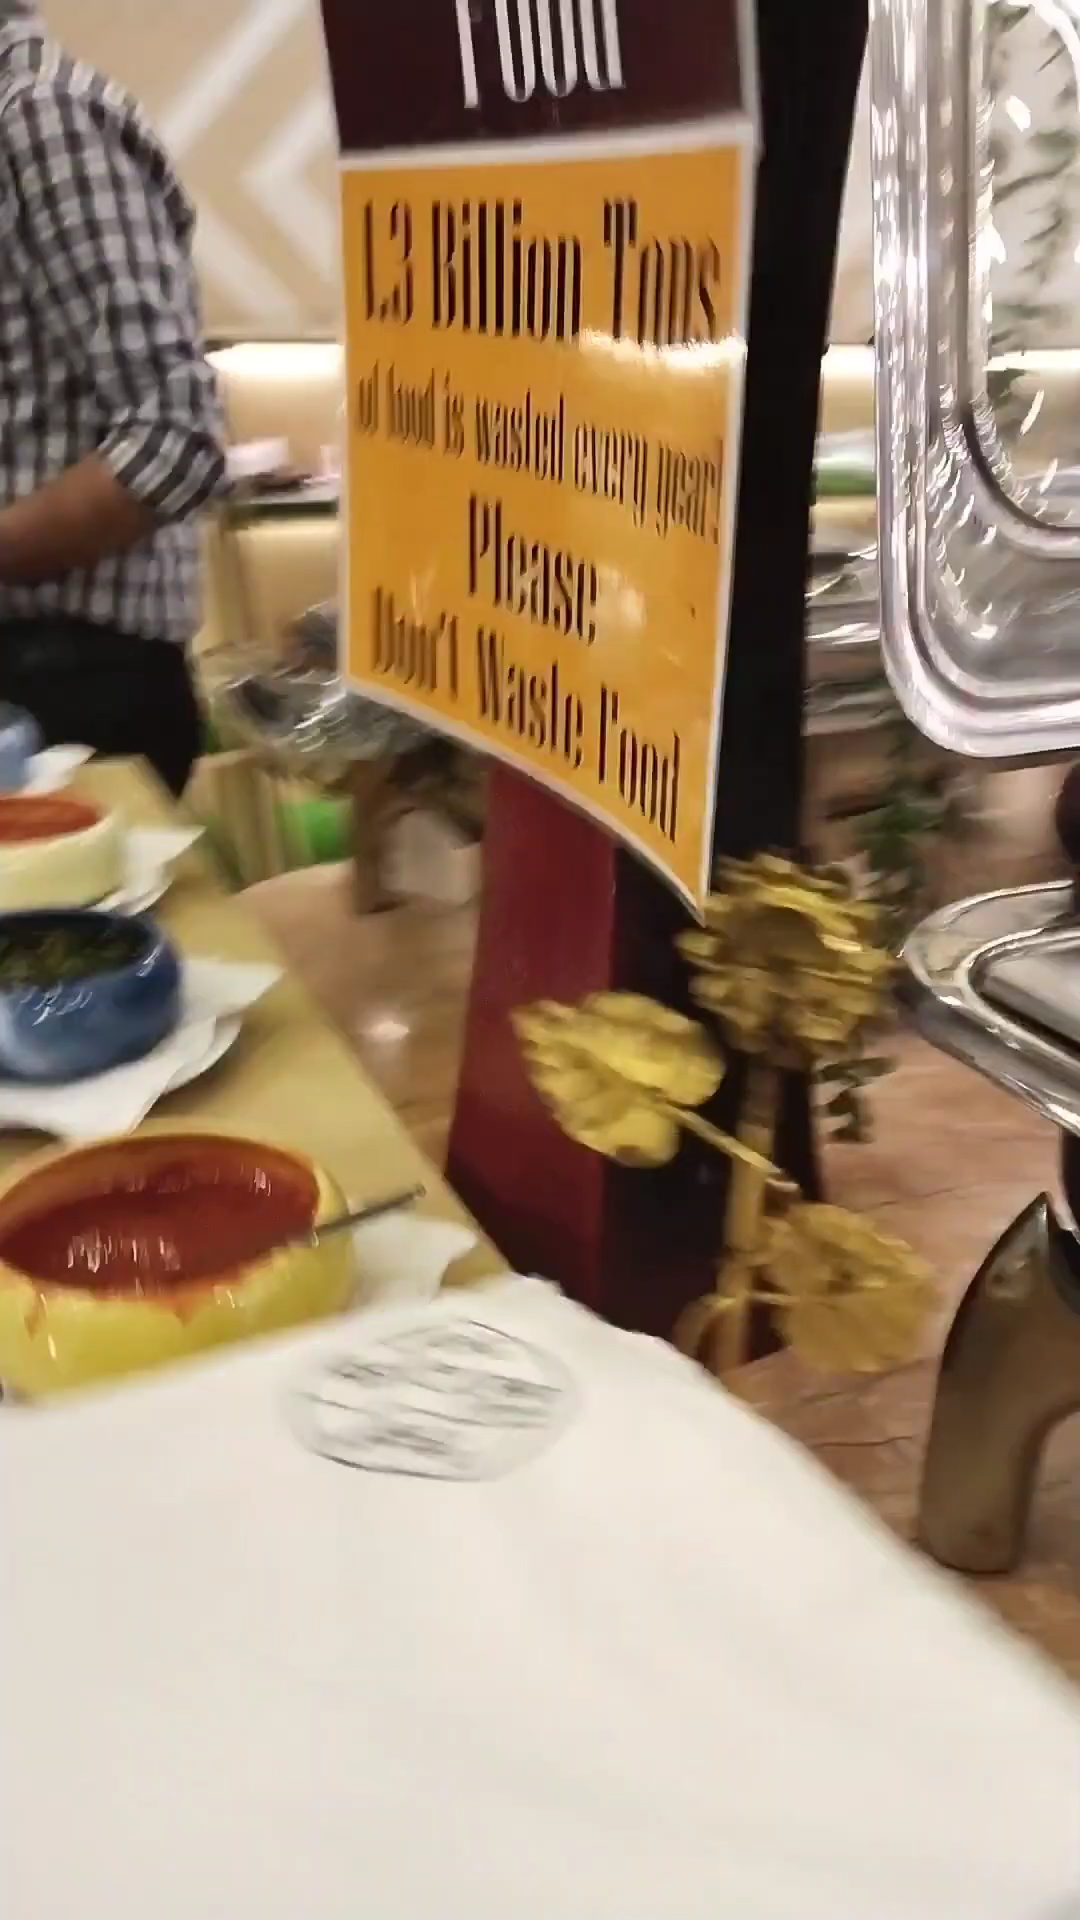 Food
1.3 Billion Tons
of food is wasted every year!
Please
Don't Waste Food